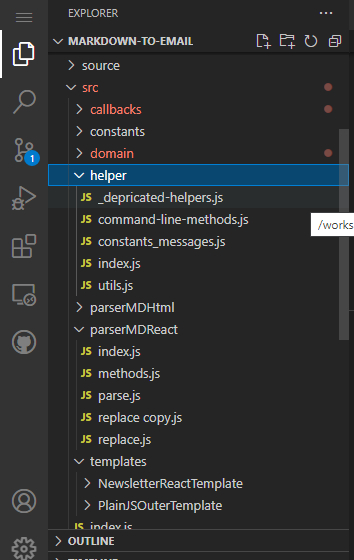 EXPLORER
MARKDOWN-TO-EMAIL
source
src
callbacks
constants
domain
helper
JS _depricated-helpers.js
JS command-line-methods.js
/works
JS constants_messages.js
JS index.js
JS utils.js
parserMDHtml
parserMDReact
JS index.js
JS methods.js
JS parse.js
JS replace copy.js
JS replace.js
templates
NewsletterReactTemplate
PlainJSOuterTemplate
JS index.js
OUTLINE
TIMELINE
1